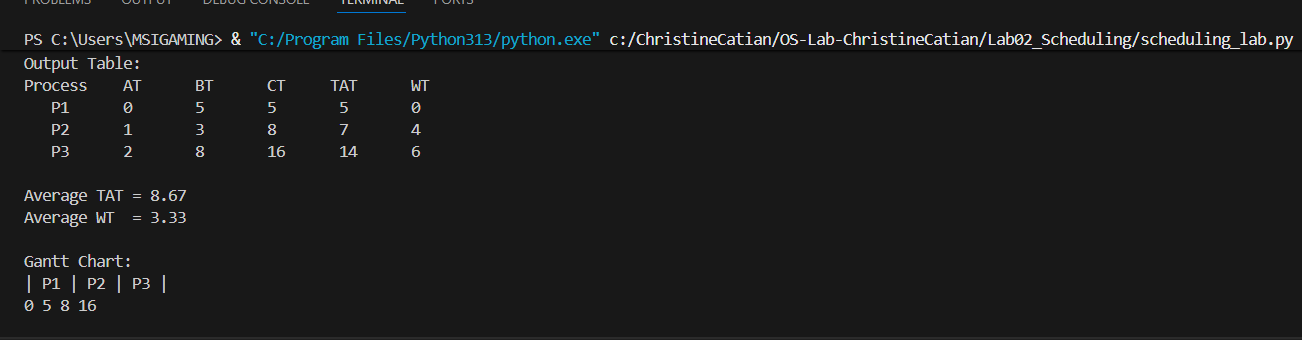 PROBLEMS OUTPUT DEBUG CONSOLE TERMINAL PORTS
PS C:\Users\MSIGAMING> & "C:/Program Files/Python313/python.exe" c:/ChristineCatian/OS-Lab-ChristineCatian/Lab02_Scheduling/scheduling_lab.py
Output Table:
Process AT BT CT TAT WT
P1 0 5 5 5 0
P2 1 3 8 7 4
P3 2 8 16 14 6
Average TAT = 8.67
Average WT = 3.33
Gantt Chart:
| P1 | P2 | P3 |
0 5 8 16